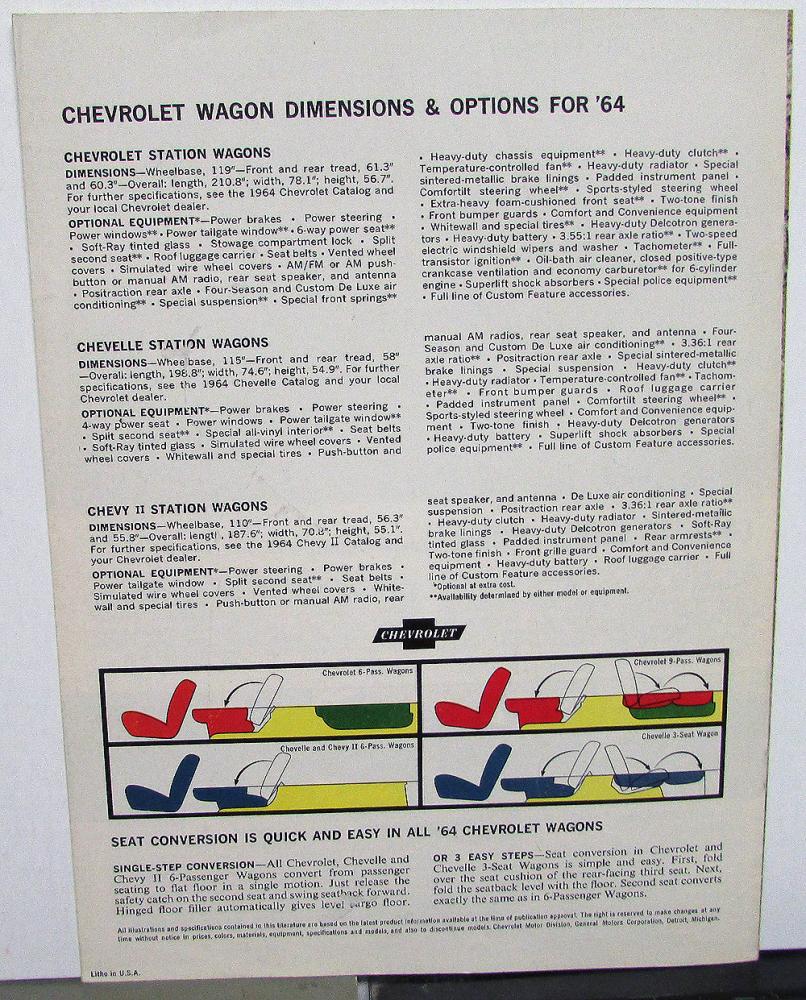 CHEVROLET WAGON DIMENSIONS & OPTIONS FOR '64
CHEVROLET STATION WAGONS
DIMENSIONS—Wheelbase, 119"—Front and rear tread, 61.3"
and 60.3"—Overall: length, 210.8"; width, 78.1"; height, 56.7".
For further specifications, see the 1964 Chevrolet Catalog and
your local Chevrolet dealer.
OPTIONAL EQUIPMENT*—Power brakes • Power steering •
Power windows** • Power tailgate window** • 6-way power seat**
• Soft-Ray tinted glass • Stowage compartment lock • Split
second seat** • Roof luggage carrier • Seat belts • Vented wheel
covers • Simulated wire wheel covers • AM/FM or AM push-
button or manual AM radio, rear seat speaker, and antenna
• Positraction rear axle • Four-Season and Custom De Luxe air
conditioning** • Special suspension** • Special front springs**
• Heavy-duty chassis equipment** • Heavy-duty clutch** •
Temperature-controlled fan** • Heavy-duty radiator • Special
sintered-metallic brake linings • Padded instrument panel •
Comfortilt steering wheel** • Sports-styled steering wheel
• Extra-heavy foam-cushioned front seat** • Two-tone finish
• Front bumper guards • Comfort and Convenience equipment
• Whitewall and special tires** • Heavy-duty Delcotron genera-
tors • Heavy-duty battery • 3.55:1 rear axle ratio** • Two-speed
electric windshield wipers and washer • Tachometer** • Full-
transistor ignition** • Oil-bath air cleaner, closed positive-type
crankcase ventilation and economy carburetor** for 6-cylinder
engine • Superlift shock absorbers • Special police equipment**
• Full line of Custom Feature accessories.
CHEVELLE STATION WAGONS
DIMENSIONS—Wheelbase, 115"—Front and rear tread, 58"
—Overall: length, 198.8"; width, 74.6"; height, 54.9". For further
specifications, see the 1964 Chevelle Catalog and your local
Chevrolet dealer.
OPTIONAL EQUIPMENT*—Power brakes • Power steering •
4-way power seat • Power windows • Power tailgate window**
• Split second seat** • Special all-vinyl interior** • Seat belts
• Soft-Ray tinted glass • Simulated wire wheel covers • Vented
wheel covers • Whitewall and special tires • Push-button and
manual AM radios, rear seat speaker, and antenna • Four-
Season and Custom De Luxe air conditioning** • 3.36:1 rear
axle ratio** • Positraction rear axle • Special sintered-metallic
brake linings • Special suspension • Heavy-duty clutch**
• Heavy-duty radiator • Temperature-controlled fan** • Tachom-
eter** • Front bumper guards • Roof luggage carrier
• Padded instrument panel • Comfortilt steering wheel** •
Sports-styled steering wheel • Comfort and Convenience equip-
ment • Two-tone finish • Heavy-duty Delcotron generators
• Heavy-duty battery • Superlift shock absorbers • Special
police equipment** • Full line of Custom Feature accessories.
CHEVY II STATION WAGONS
DIMENSIONS—Wheelbase, 110"—Front and rear tread, 56.3"
and 55.8"—Overall: length, 187.6"; width, 70.8"; height, 55.1".
For further specifications, see the 1964 Chevy II Catalog and
your Chevrolet dealer.
OPTIONAL EQUIPMENT*—Power steering • Power brakes •
Power tailgate window • Split second seat** • Seat belts •
Simulated wire wheel covers • Vented wheel covers • White-
wall and special tires • Push-button or manual AM radio, rear
seat speaker, and antenna • De Luxe air conditioning • Special
suspension • Positraction rear axle • 3.36:1 rear axle ratio**
• Heavy-duty clutch • Heavy-duty radiator • Sintered-metallic
brake linings • Heavy-duty Delcotron generators • Soft-Ray
tinted glass • Padded instrument panel • Rear armrests** •
Two-tone finish • Front grille guard • Comfort and Convenience
equipment • Heavy-duty battery • Roof luggage carrier • Full
line of Custom Feature accessories.
*Optional at extra cost.
**Availability determined by either model or equipment.
CHEVROLET
Chevrolet 6-Pass. Wagons
Chevrolet 9-Pass. Wagons
Chevelle and Chevy II 6-Pass. Wagons
Chevelle 3-Seat Wagon
SEAT CONVERSION IS QUICK AND EASY IN ALL '64 CHEVROLET WAGONS
SINGLE-STEP CONVERSION—All Chevrolet, Chevelle and
Chevy II 6-Passenger Wagons convert from passenger
seating to flat floor in a single motion. Just release the
safety catch on the second seat and swing seatback forward.
Hinged floor filler automatically gives level cargo floor.
OR 3 EASY STEPS—Seat conversion in Chevrolet and
Chevelle 3-Seat Wagons is simple and easy. First, fold
over the seat cushion of the rear-facing third seat. Next,
fold the seatback level with the floor. Second seat converts
exactly the same as in 6-Passenger Wagons.
All illustrations and specifications contained in this literature are based on the latest product information available at the time of publication approval. The right is reserved to make changes at any
time without notice in prices, colors, materials, equipment, specifications and models, and also to discontinue models. Chevrolet Motor Division, General Motors Corporation, Detroit, Michigan.
Litho in U.S.A.